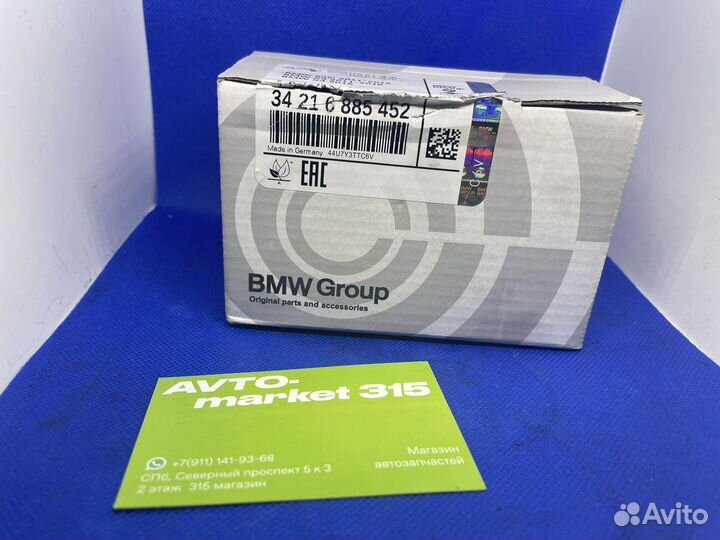 34 21 6 885 452
Made in Germany 44U7Y3TTC6V
EAC
A
BMW
BMW Group
Original parts and accessories
AVTO-
market 315
+7(911) 141-93-68
СПб, Северный проспект 5 к 3
2 этаж 315 магазин
Магазин
автозапчастей
Avito